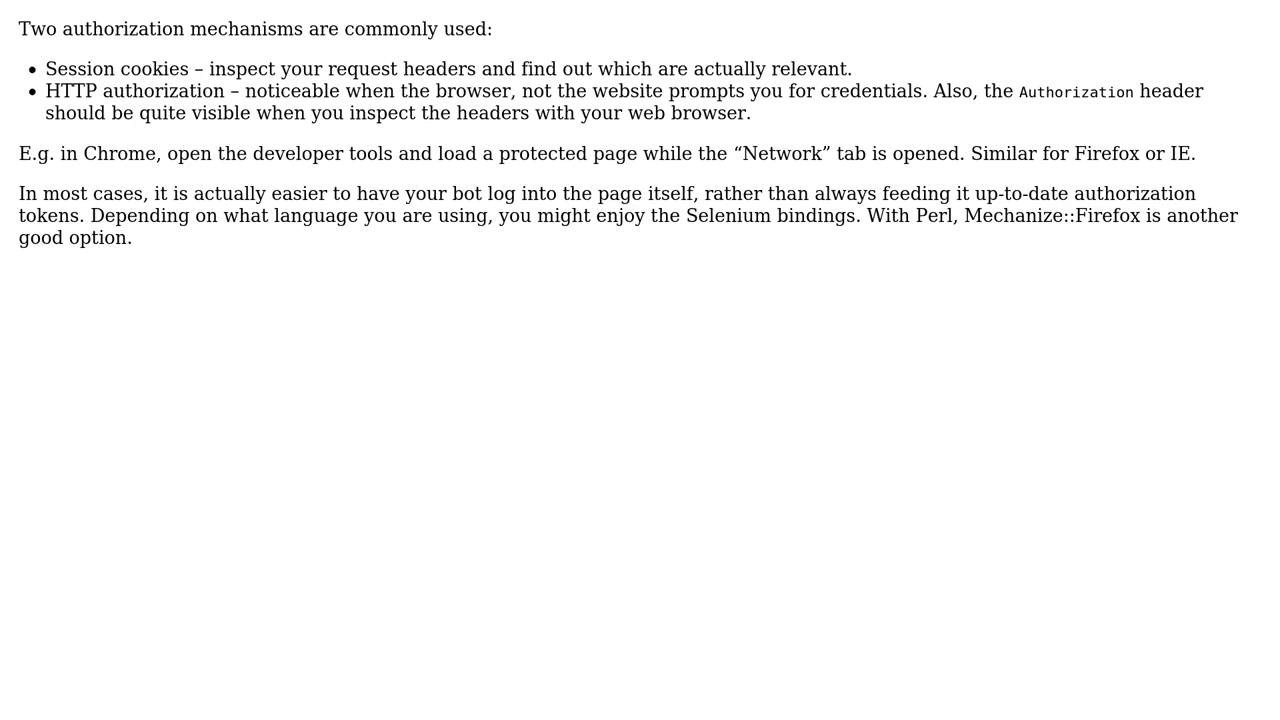 Two authorization mechanisms are commonly used:
• Session cookies – inspect your request headers and find out which are actually relevant.
• HTTP authorization – noticeable when the browser, not the website prompts you for credentials. Also, the Authorization header
should be quite visible when you inspect the headers with your web browser.
E.g. in Chrome, open the developer tools and load a protected page while the “Network” tab is opened. Similar for Firefox or IE.
In most cases, it is actually easier to have your bot log into the page itself, rather than always feeding it up-to-date authorization
tokens. Depending on what language you are using, you might enjoy the Selenium bindings. With Perl, Mechanize::Firefox is another
good option.